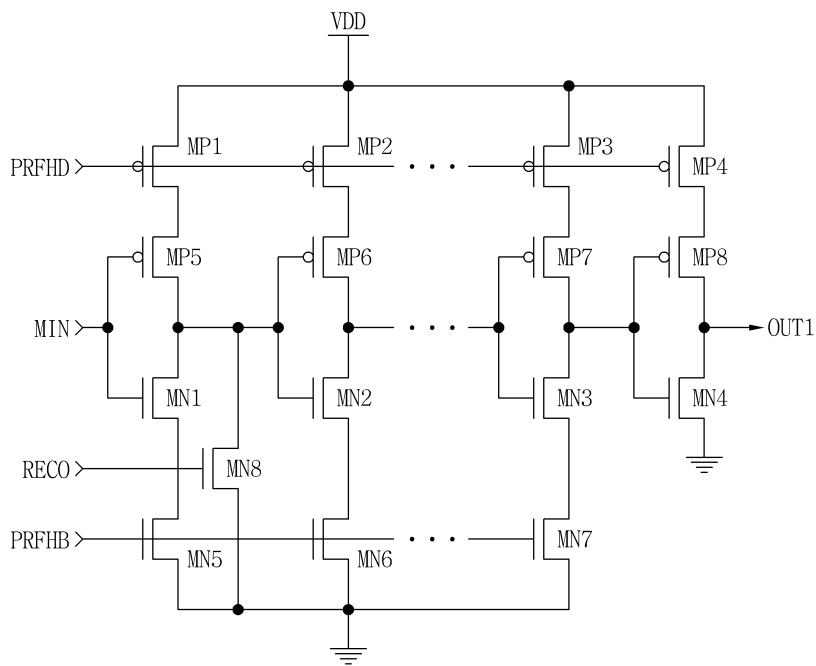 VDD
MP1
MP2
MP3
PRFHD
MP4
MP5
MP6
MP7
MP8
MIN
OUT1
MN1
MN2
MN3
MN4
RECO
MN8
PRFHB
MN5
MN6
MN7